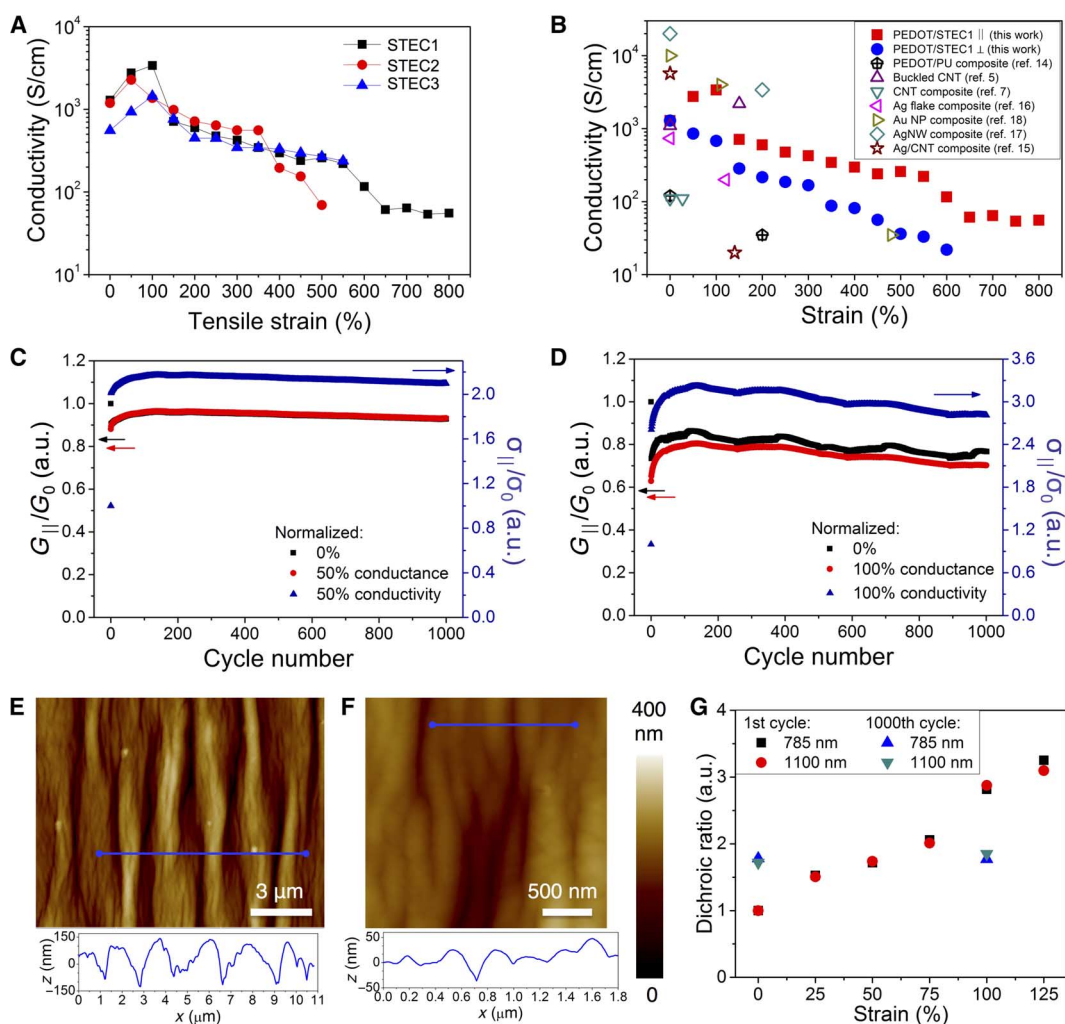 A
Conductivity (S/cm)
10⁴
10³
10²
10¹
STEC1
STEC2
STEC3
0 100 200 300 400 500 600 700 800
Tensile strain (%)
B
Conductivity (S/cm)
10⁴
10³
10²
10¹
PEDOT/STEC1 || (this work)
PEDOT/STEC1 ⊥ (this work)
PEDOT/PU composite (ref. 14)
Buckled CNT (ref. 5)
CNT composite (ref. 7)
Ag flake composite (ref. 16)
Au NP composite (ref. 18)
AgNW composite (ref. 17)
Ag/CNT composite (ref. 15)
0 100 200 300 400 500 600 700 800
Strain (%)
C
G||/G₀ (a.u.)
1.2
1.0
0.9
0.8
0.6
0.4
0.2
0.0
Normalized:
0%
50% conductance
50% conductivity
2.0
1.8
1.6
1.2
0.8
0.4
0.0
σ||/σ₀ (a.u.)
0 200 400 600 800 1000
Cycle number
D
G||/G₀ (a.u.)
1.2
1.0
0.8
0.6
0.4
0.2
0.0
Normalized:
0%
100% conductance
100% conductivity
3.6
3.0
2.4
1.8
1.2
0.6
0.0
σ||/σ₀ (a.u.)
0 200 400 600 800 1000
Cycle number
E
3 µm
z (nm)
150
0
−150
0 1 2 3 4 5 6 7 8 9 10 11
x (µm)
F
500 nm
z (nm)
50
0
−50
0.0 0.2 0.4 0.6 0.8 1.0 1.2 1.4 1.6 1.8
x (µm)
400
nm
0
G
Dichroic ratio (a.u.)
4
3
2
1
0
1st cycle: 1000th cycle:
785 nm 785 nm
1100 nm 1100 nm
0 25 50 75 100 125
Strain (%)